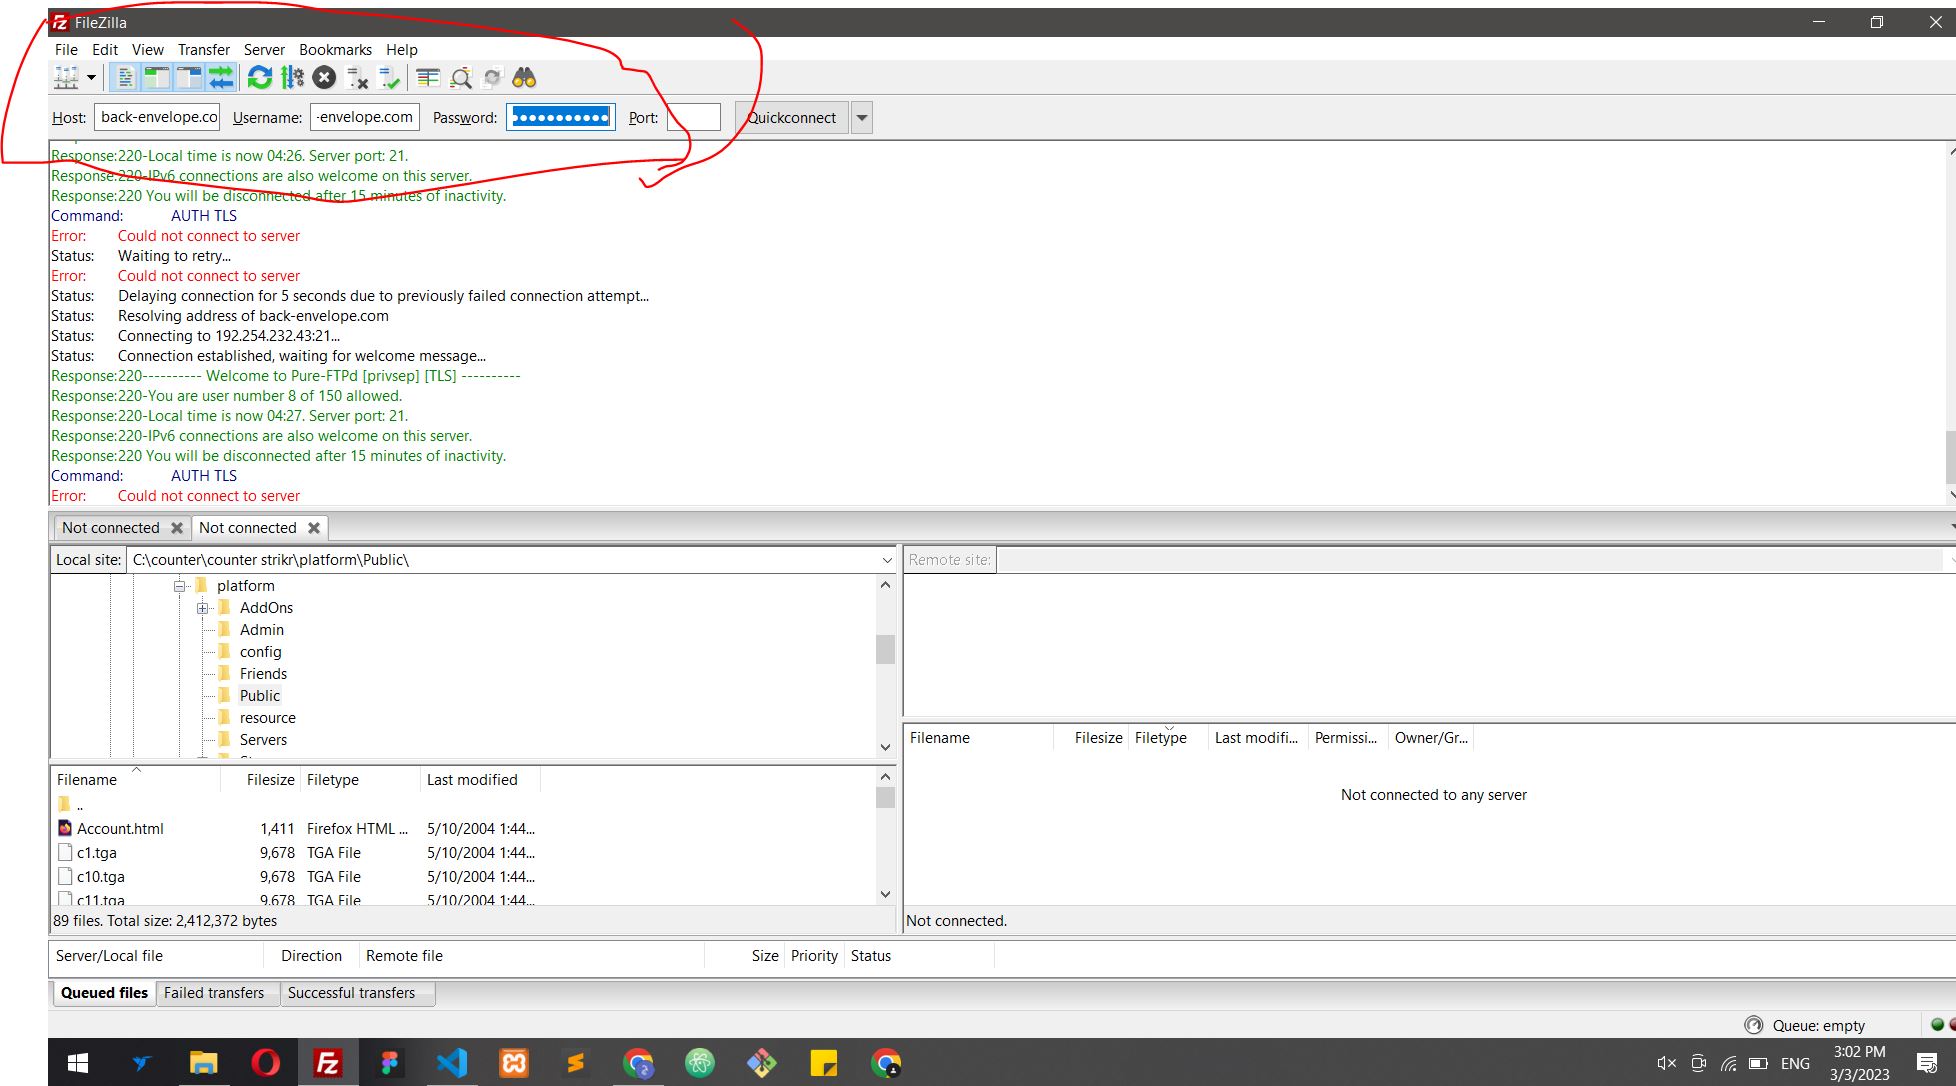 FileZilla
File Edit View Transfer Server Bookmarks Help
Host: back-envelope.co Username: -envelope.com Password: Port: Quickconnect
Response:220-Local time is now 04:26. Server port: 21.
Response:220-IPv6 connections are also welcome on this server.
Response:220 You will be disconnected after 15 minutes of inactivity.
Command: AUTH TLS
Error: Could not connect to server
Status: Waiting to retry...
Error: Could not connect to server
Status: Delaying connection for 5 seconds due to previously failed connection attempt...
Status: Resolving address of back-envelope.com
Status: Connecting to 192.254.232.43:21...
Status: Connection established, waiting for welcome message...
Response:220---------- Welcome to Pure-FTPd [privsep] [TLS] ----------
Response:220-You are user number 8 of 150 allowed.
Response:220-Local time is now 04:27. Server port: 21.
Response:220-IPv6 connections are also welcome on this server.
Response:220 You will be disconnected after 15 minutes of inactivity.
Command: AUTH TLS
Error: Could not connect to server
Not connected Not connected
Local site: C:\counter\counter strikr\platform\Public\
platform
AddOns
Admin
config
Friends
Public
resource
Servers
Filename Filesize Filetype Last modified
..
Account.html 1,411 Firefox HTML ... 5/10/2004 1:44...
c1.tga 9,678 TGA File 5/10/2004 1:44...
c10.tga 9,678 TGA File 5/10/2004 1:44...
c11.tga 9,678 TGA File 5/10/2004 1:44...
89 files. Total size: 2,412,372 bytes
Remote site:
Filename Filesize Filetype Last modifi... Permissi... Owner/Gr...
Not connected to any server
Not connected.
Server/Local file Direction Remote file Size Priority Status
Queued files Failed transfers Successful transfers
Queue: empty
ENG
3:02 PM
3/3/2023